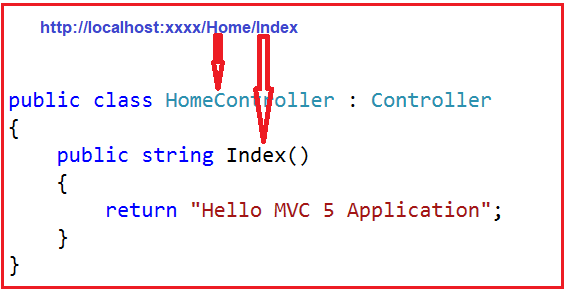 http://localhost:xxxx/Home/Index
public class HomeController : Controller
{
    public string Index()
    {
        return "Hello MVC 5 Application";
    }
}